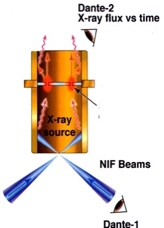 Dante-2
X-ray flux vs time
X-ray
source
NIF Beams
Dante-1